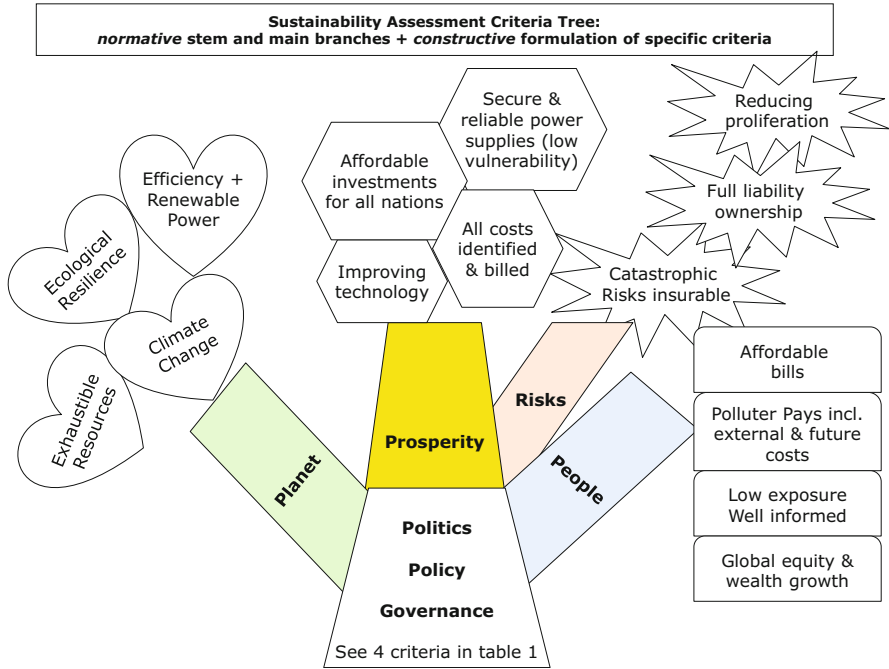 Sustainability Assessment Criteria Tree:
normative stem and main branches + constructive formulation of specific criteria
Efficiency +
Renewable
Power
Ecological
Resilience
Climate
Change
Exhaustible
Resources
Secure &
reliable power
supplies (low
vulnerability)
Affordable
investments
for all nations
All costs
identified
& billed
Improving
technology
Reducing
proliferation
Full liability
ownership
Catastrophic
Risks insurable
Affordable
bills
Polluter Pays incl.
external & future
costs
Low exposure
Well informed
Global equity &
wealth growth
Planet
Prosperity
Risks
People
Politics
Policy
Governance
See 4 criteria in table 1